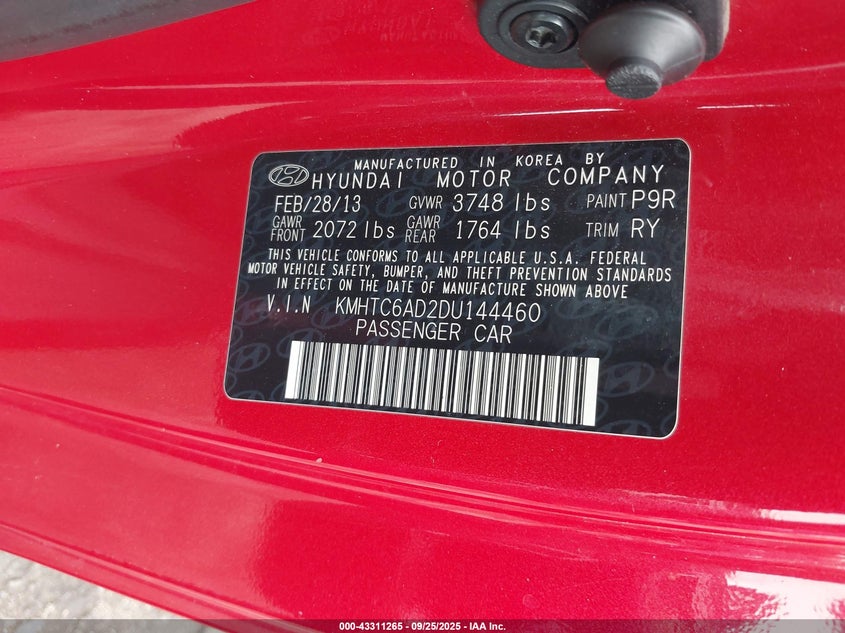 MANUFACTURED IN KOREA BY
HYUNDAI MOTOR COMPANY
FEB/28/13 GVWR 3748 lbs PAINT P9R
GAWR FRONT 2072 lbs GAWR REAR 1764 lbs TRIM RY
THIS VEHICLE CONFORMS TO ALL APPLICABLE U.S.A. FEDERAL
MOTOR VEHICLE SAFETY, BUMPER, AND THEFT PREVENTION STANDARDS
IN EFFECT ON THE DATE OF MANUFACTURE SHOWN ABOVE
V.I.N KMHTC6AD2DU144460
PASSENGER CAR
000-43311265 - 09/25/2025 - IAA Inc.